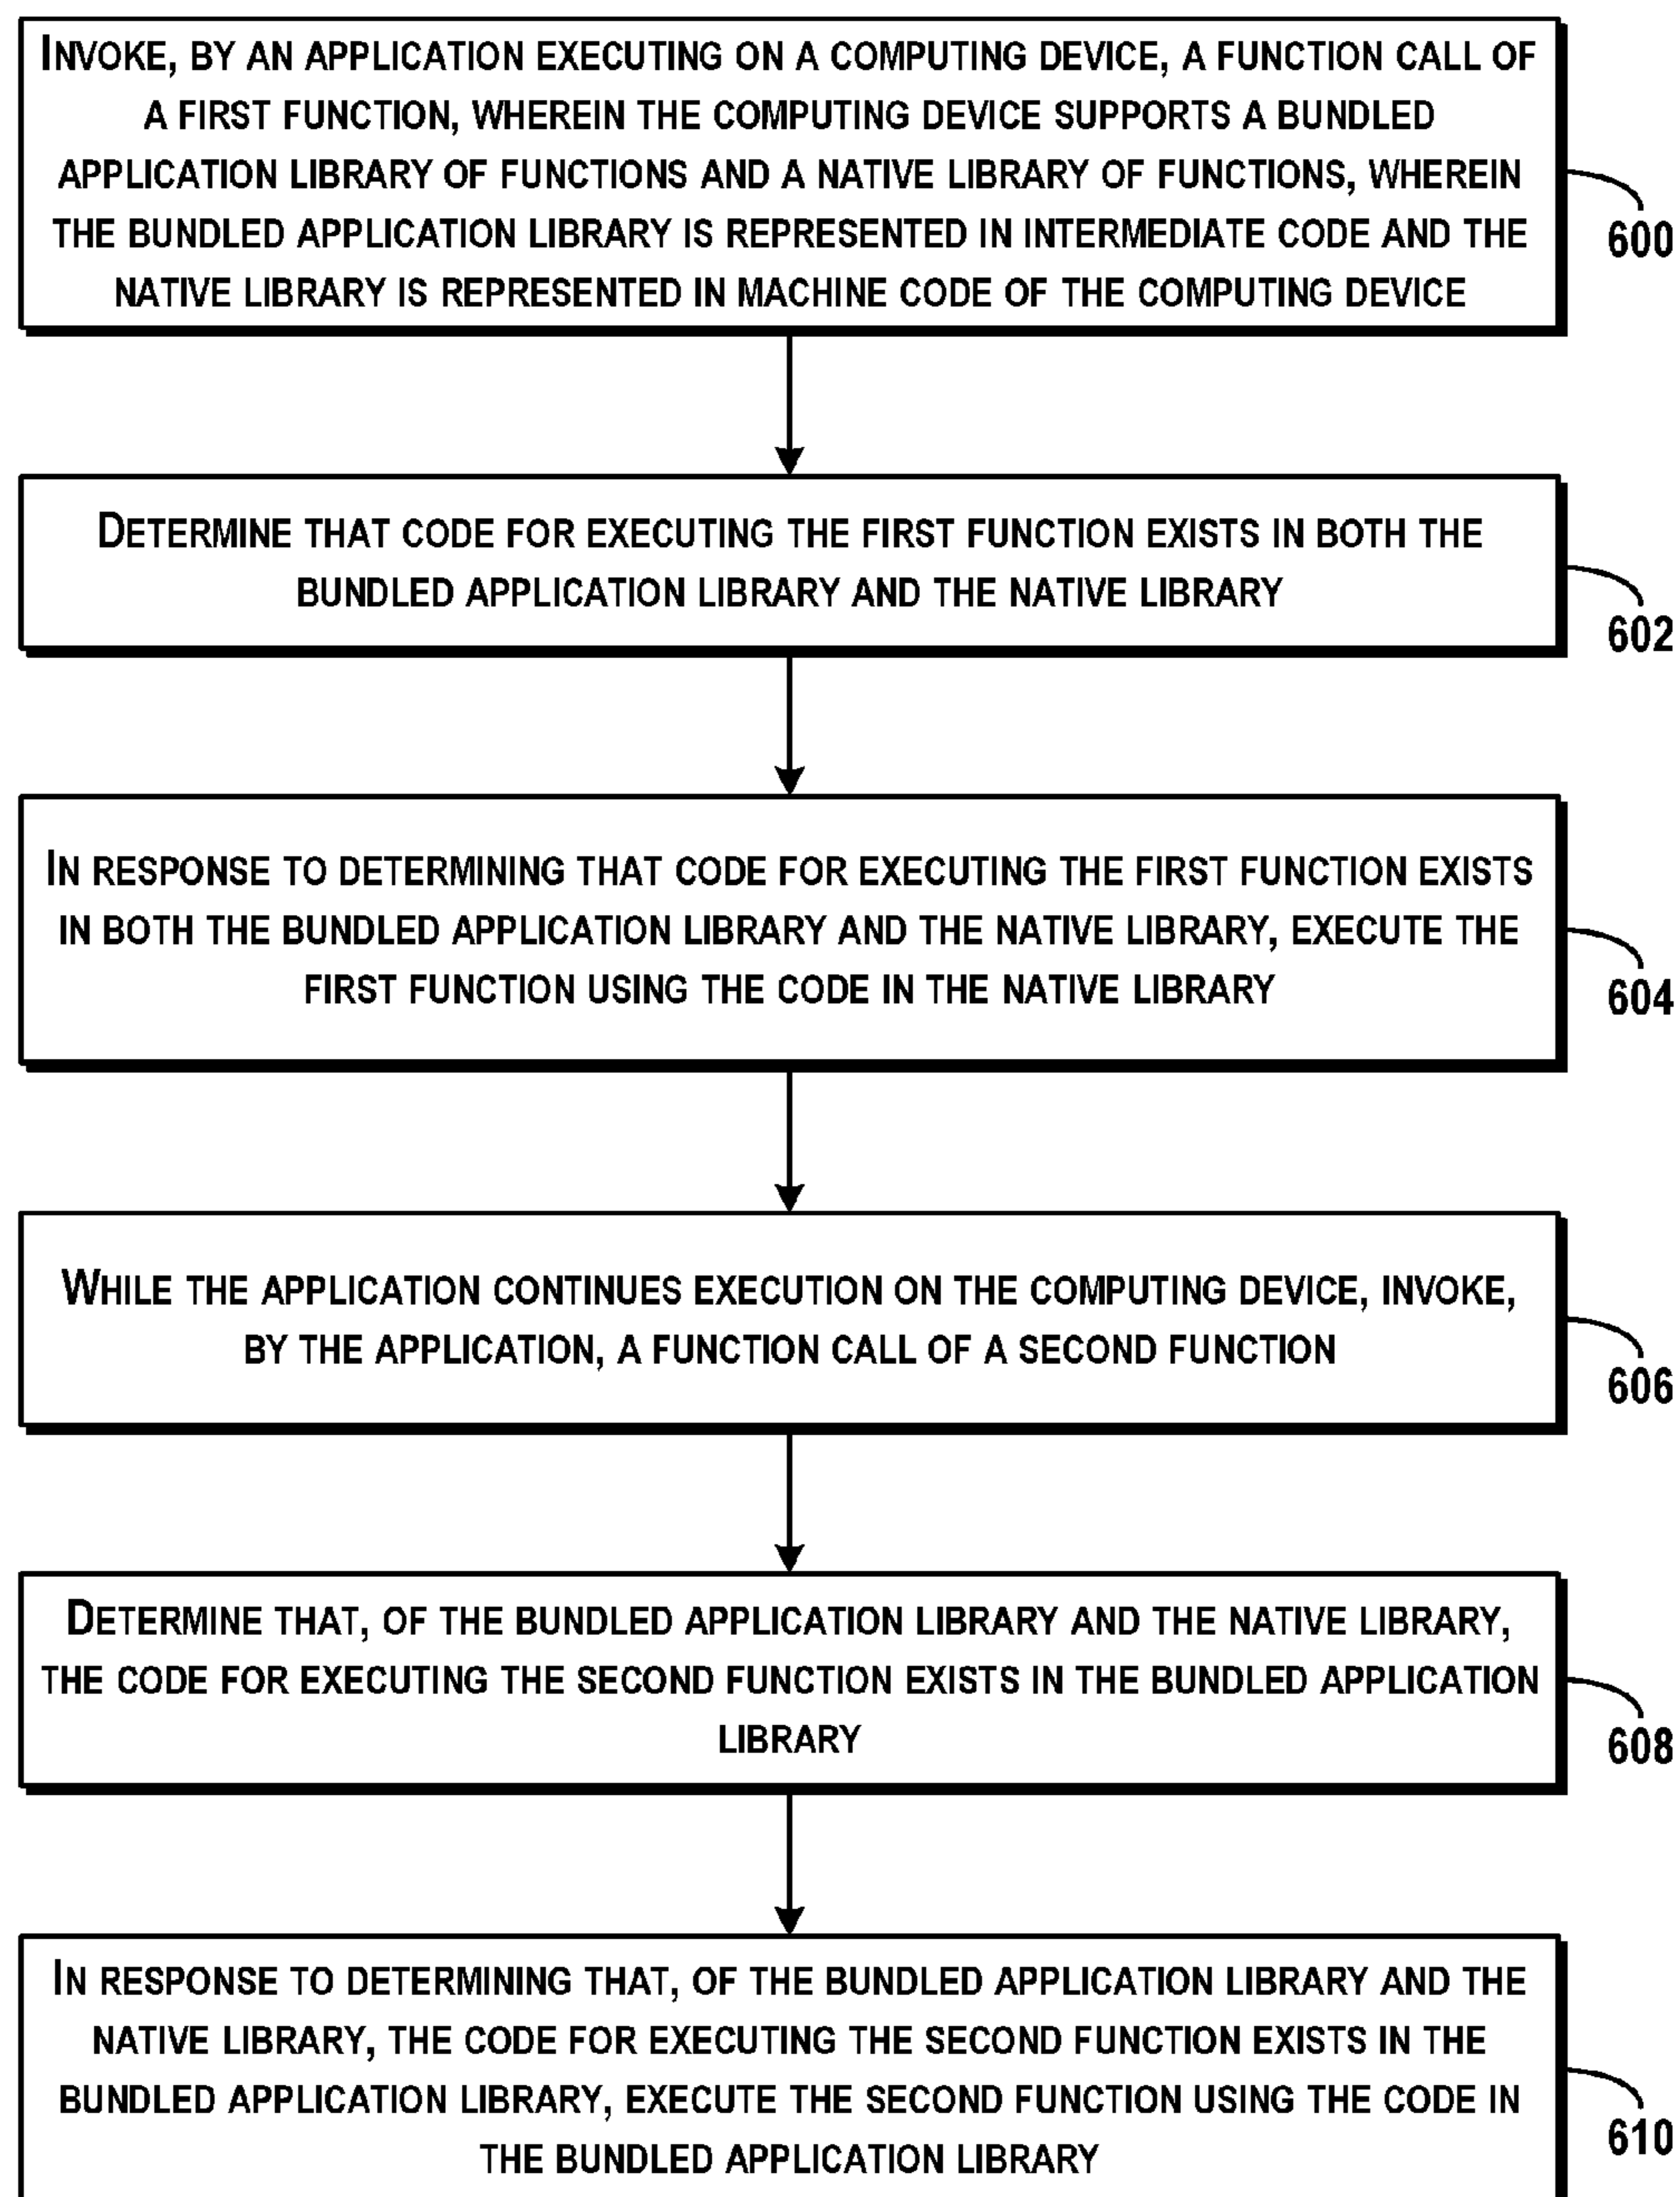 INVOKE, BY AN APPLICATION EXECUTING ON A COMPUTING DEVICE, A FUNCTION CALL OF
A FIRST FUNCTION, WHEREIN THE COMPUTING DEVICE SUPPORTS A BUNDLED
APPLICATION LIBRARY OF FUNCTIONS AND A NATIVE LIBRARY OF FUNCTIONS, WHEREIN
THE BUNDLED APPLICATION LIBRARY IS REPRESENTED IN INTERMEDIATE CODE AND THE
NATIVE LIBRARY IS REPRESENTED IN MACHINE CODE OF THE COMPUTING DEVICE
600
DETERMINE THAT CODE FOR EXECUTING THE FIRST FUNCTION EXISTS IN BOTH THE
BUNDLED APPLICATION LIBRARY AND THE NATIVE LIBRARY
602
IN RESPONSE TO DETERMINING THAT CODE FOR EXECUTING THE FIRST FUNCTION EXISTS
IN BOTH THE BUNDLED APPLICATION LIBRARY AND THE NATIVE LIBRARY, EXECUTE THE
FIRST FUNCTION USING THE CODE IN THE NATIVE LIBRARY
604
WHILE THE APPLICATION CONTINUES EXECUTION ON THE COMPUTING DEVICE, INVOKE,
BY THE APPLICATION, A FUNCTION CALL OF A SECOND FUNCTION
606
DETERMINE THAT, OF THE BUNDLED APPLICATION LIBRARY AND THE NATIVE LIBRARY,
THE CODE FOR EXECUTING THE SECOND FUNCTION EXISTS IN THE BUNDLED APPLICATION
LIBRARY
608
IN RESPONSE TO DETERMINING THAT, OF THE BUNDLED APPLICATION LIBRARY AND THE
NATIVE LIBRARY, THE CODE FOR EXECUTING THE SECOND FUNCTION EXISTS IN THE
BUNDLED APPLICATION LIBRARY, EXECUTE THE SECOND FUNCTION USING THE CODE IN
THE BUNDLED APPLICATION LIBRARY
610